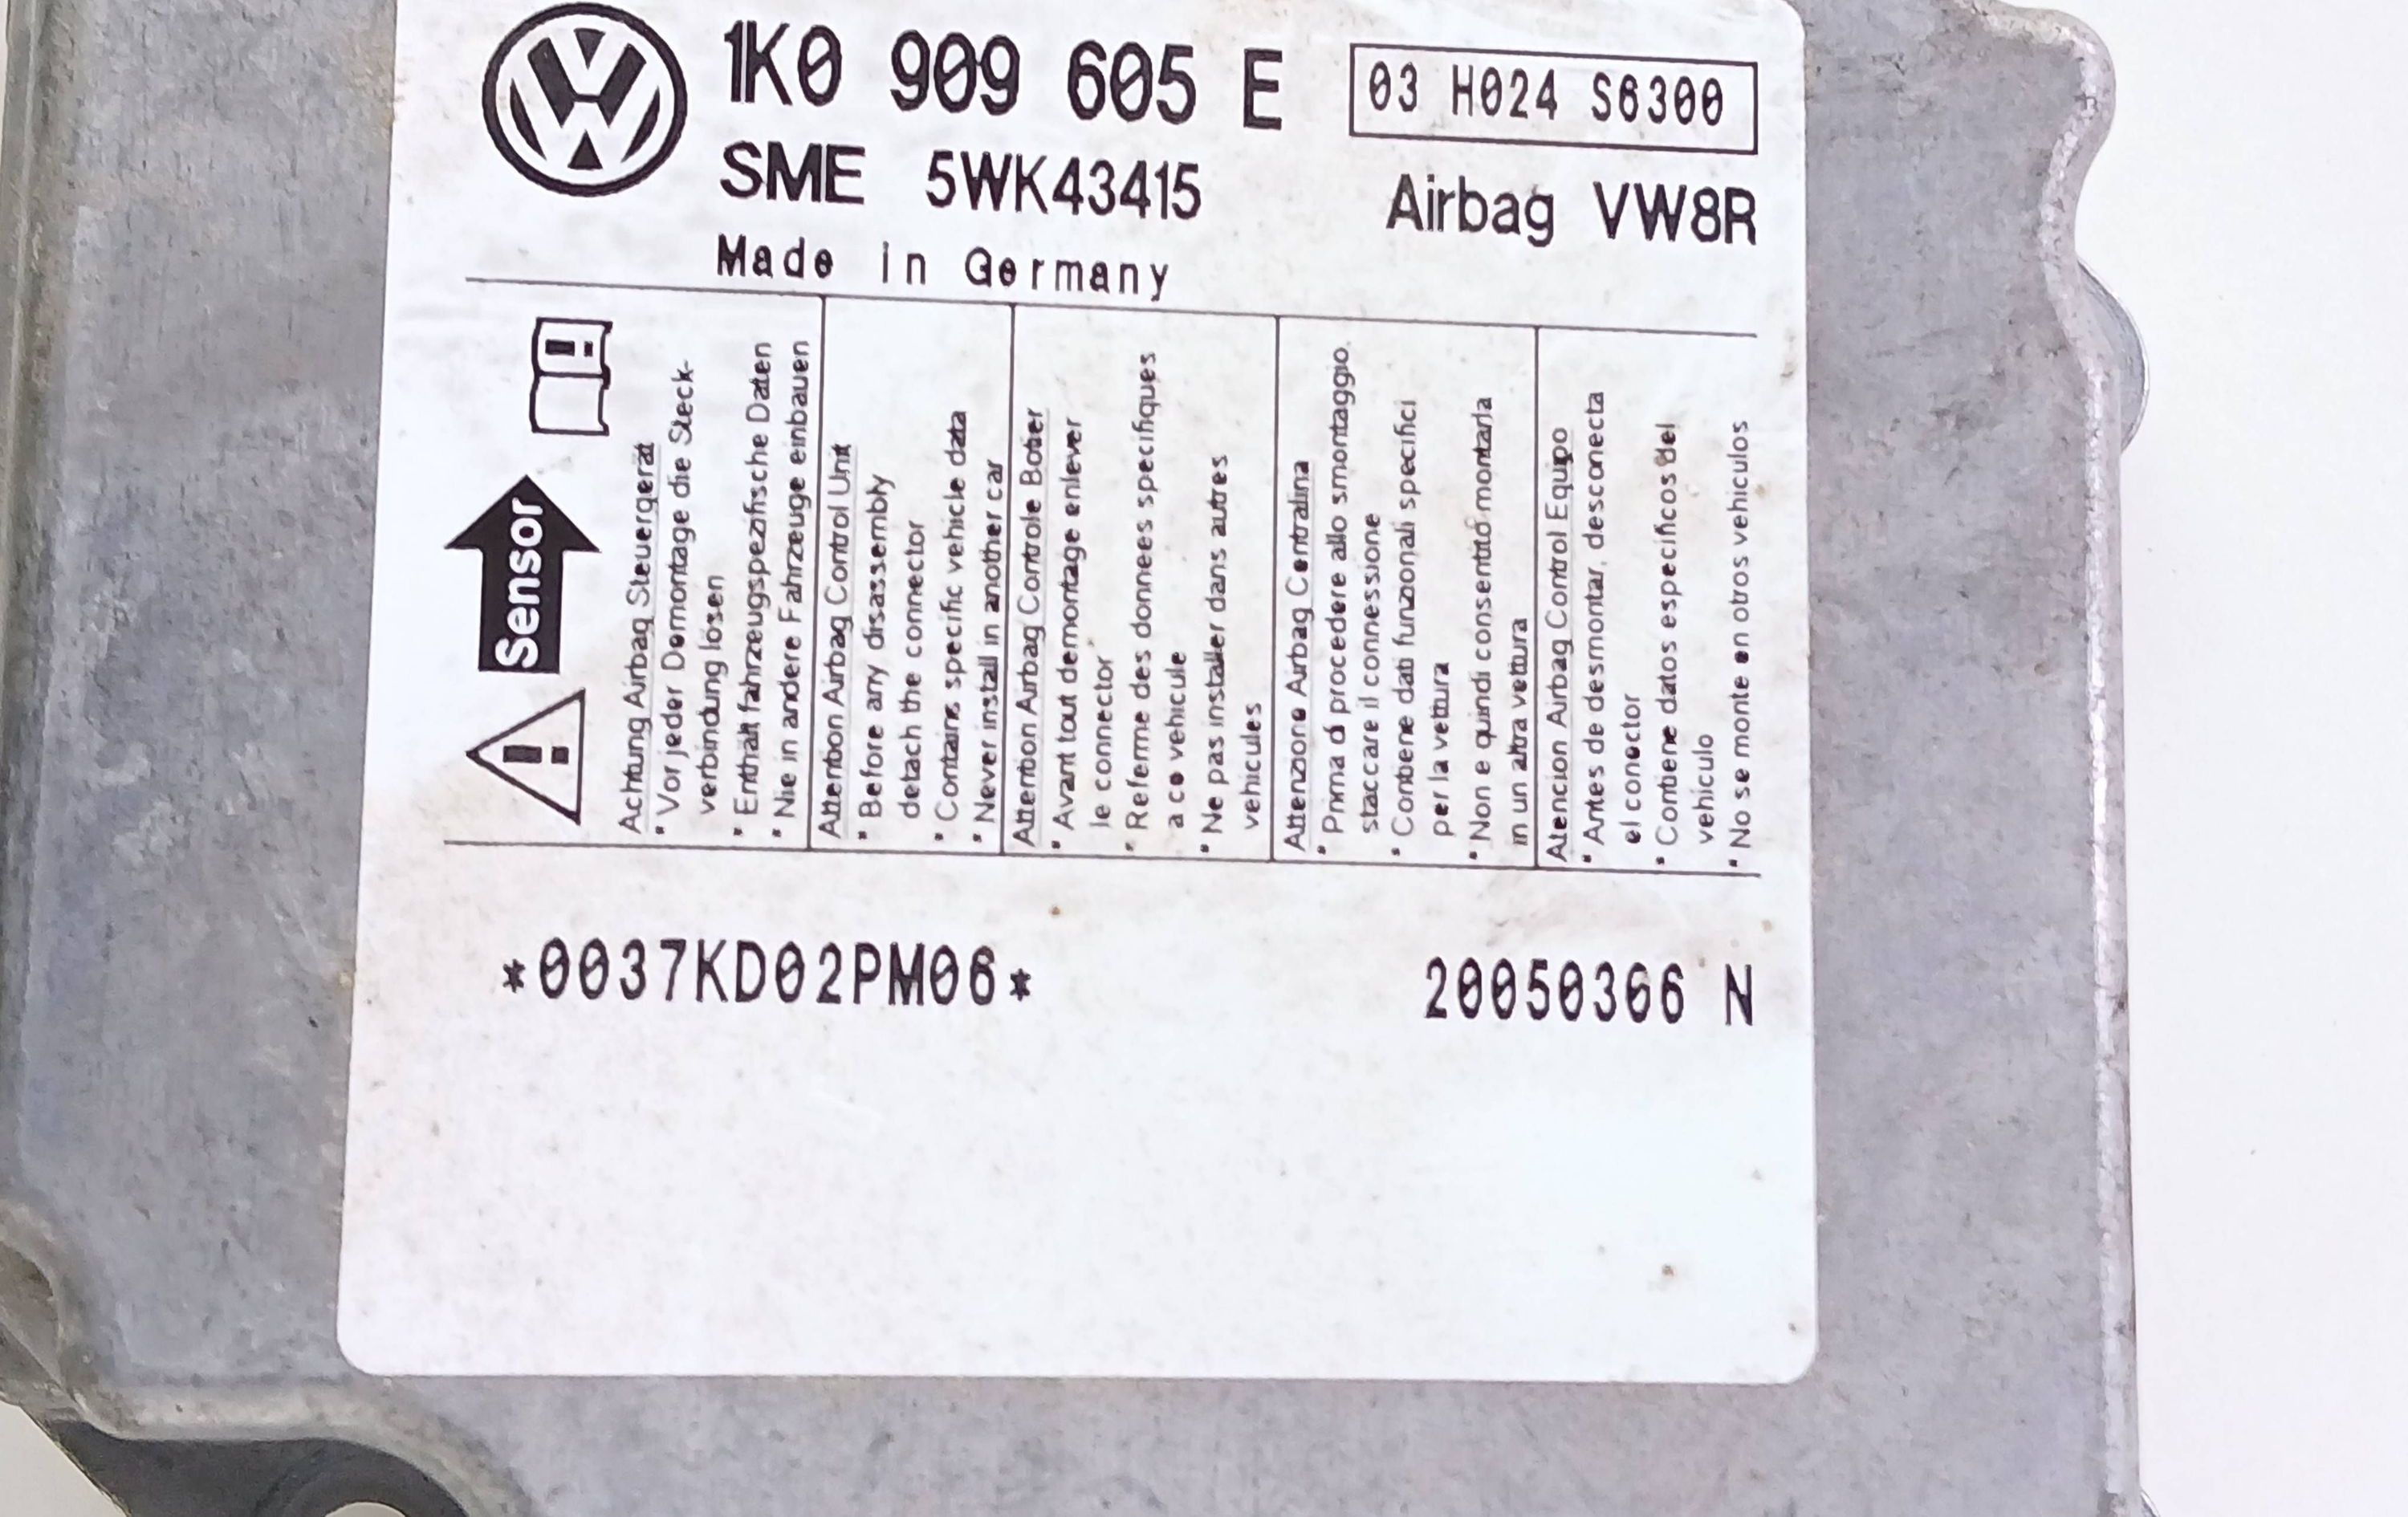 1K0 909 605 E
03 H024 S6300
SME 5WK43415
Airbag VW8R
Made in Germany
Sensor
Achtung Airbag Steuergerät
* Vor jeder Demontage die Steck-
verbindung lösen
* Enthält fahrzeugspezifische Daten
* Nie in andere Fahrzeuge einbauen
Attention Airbag Control Unit
* Before any disassembly
detach the connector
* Contains specific vehicle data
* Never install in another car
Attention Airbag Controle Boitier
* Avant tout demontage enlever
le connector
* Referme des donnees specifiques
a ce vehicule
* Ne pas installer dans autres
vehicules
Attenzione Airbag Centralina
* Prima di procedere allo smontaggio.
staccare il connessione
* Contiene dati funzionali specifici
per la vettura
* Non e quindi consentito montarla
in un altra vettura
Atencion Airbag Control Equipo
* Antes de desmontar, desconecta
el conector
* Contiene datos especificos del
vehiculo
* No se monte en otros vehiculos
*0037KD02PM06*
20050366 N